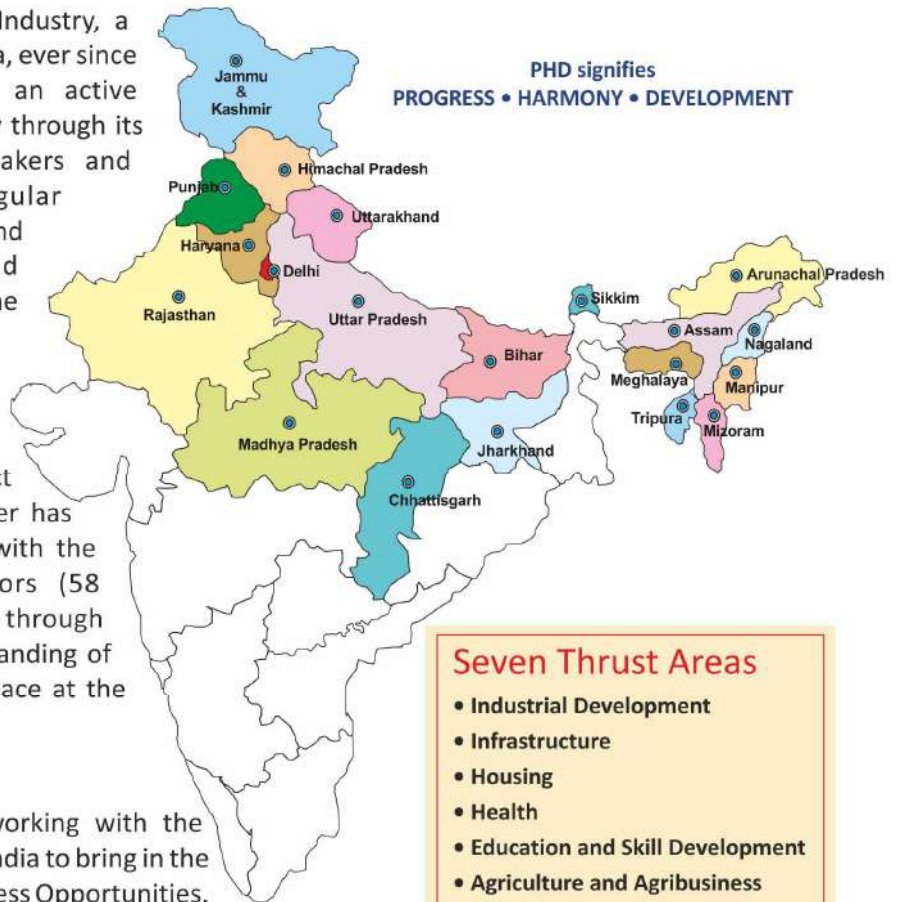 Industry, a
, ever since
an active
through its
akers and
gular
nd
d
ne
ct
er has
with the
ors (58
through
anding of
ace at the
working with the
ndia to bring in the
ess Opportunities.
PHD signifies
PROGRESS • HARMONY • DEVELOPMENT
Jammu
&
Kashmir
Himachal Pradesh
Punjab
Uttarakhand
Haryana
Delhi
Rajasthan
Uttar Pradesh
Sikkim
Arunachal Pradesh
Assam
Nagaland
Bihar
Meghalaya
Manipur
Tripura
Mizoram
Madhya Pradesh
Jharkhand
Chhattisgarh
Seven Thrust Areas
• Industrial Development
• Infrastructure
• Housing
• Health
• Education and Skill Development
• Agriculture and Agribusiness